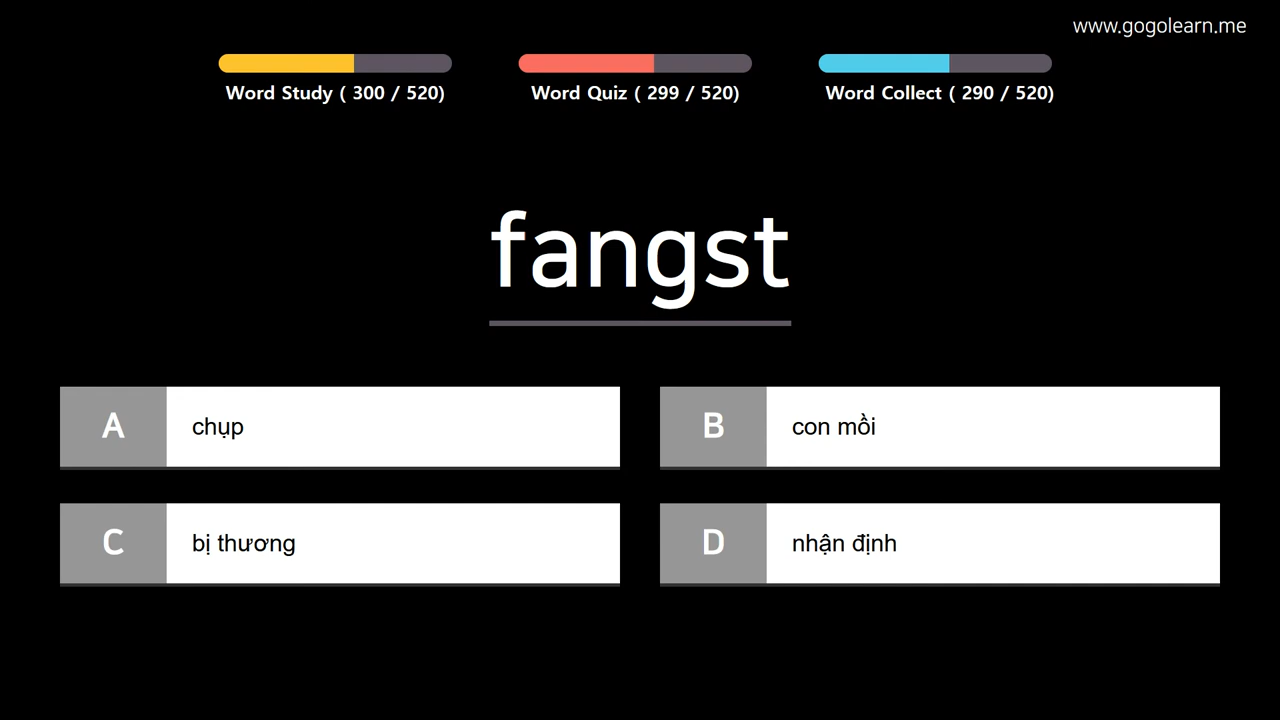 www.gogolearn.me
Word Study ( 300 / 520)
Word Quiz ( 299 / 520)
Word Collect ( 290 / 520)
fangst
A chụp
B con mồi
C bị thương
D nhận định